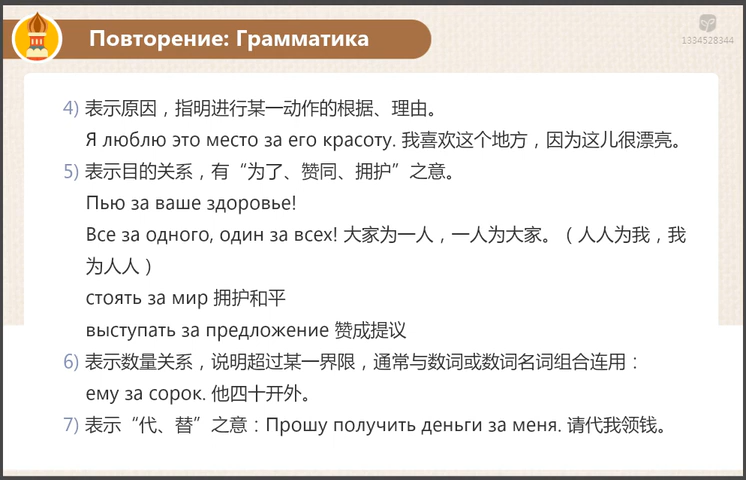 Повторение: Грамматика
1334528344
4) 表示原因，指明进行某一动作的根据、理由。
Я люблю это место за его красоту. 我喜欢这个地方，因为这儿很漂亮。
5) 表示目的关系，有“为了、赞同、拥护”之意。
Пью за ваше здоровье!
Все за одного, один за всех! 大家为一人，一人为大家。（ 人人为我，我
为人人 ）
стоять за мир 拥护和平
выступать за предложение 赞成提议
6) 表示数量关系，说明超过某一界限，通常与数词或数词名词组合连用：
ему за сорок. 他四十开外。
7) 表示“代、替”之意：Прошу получить деньги за меня. 请代我领钱。